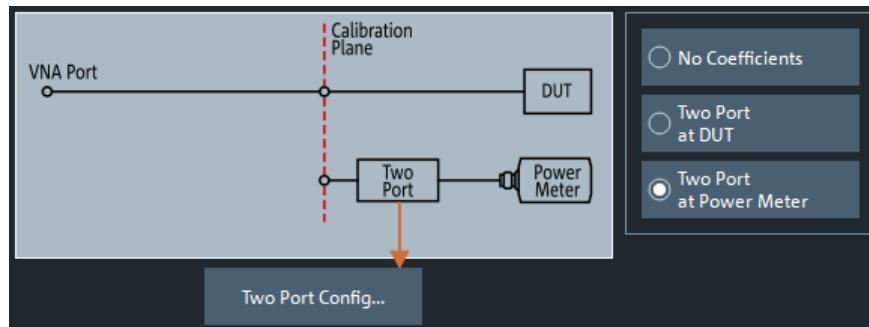 Calibration
Plane
VNA Port
DUT
Two
Port
Power
Meter
Two Port Config...
No Coefficients
Two Port
at DUT
Two Port
at Power Meter